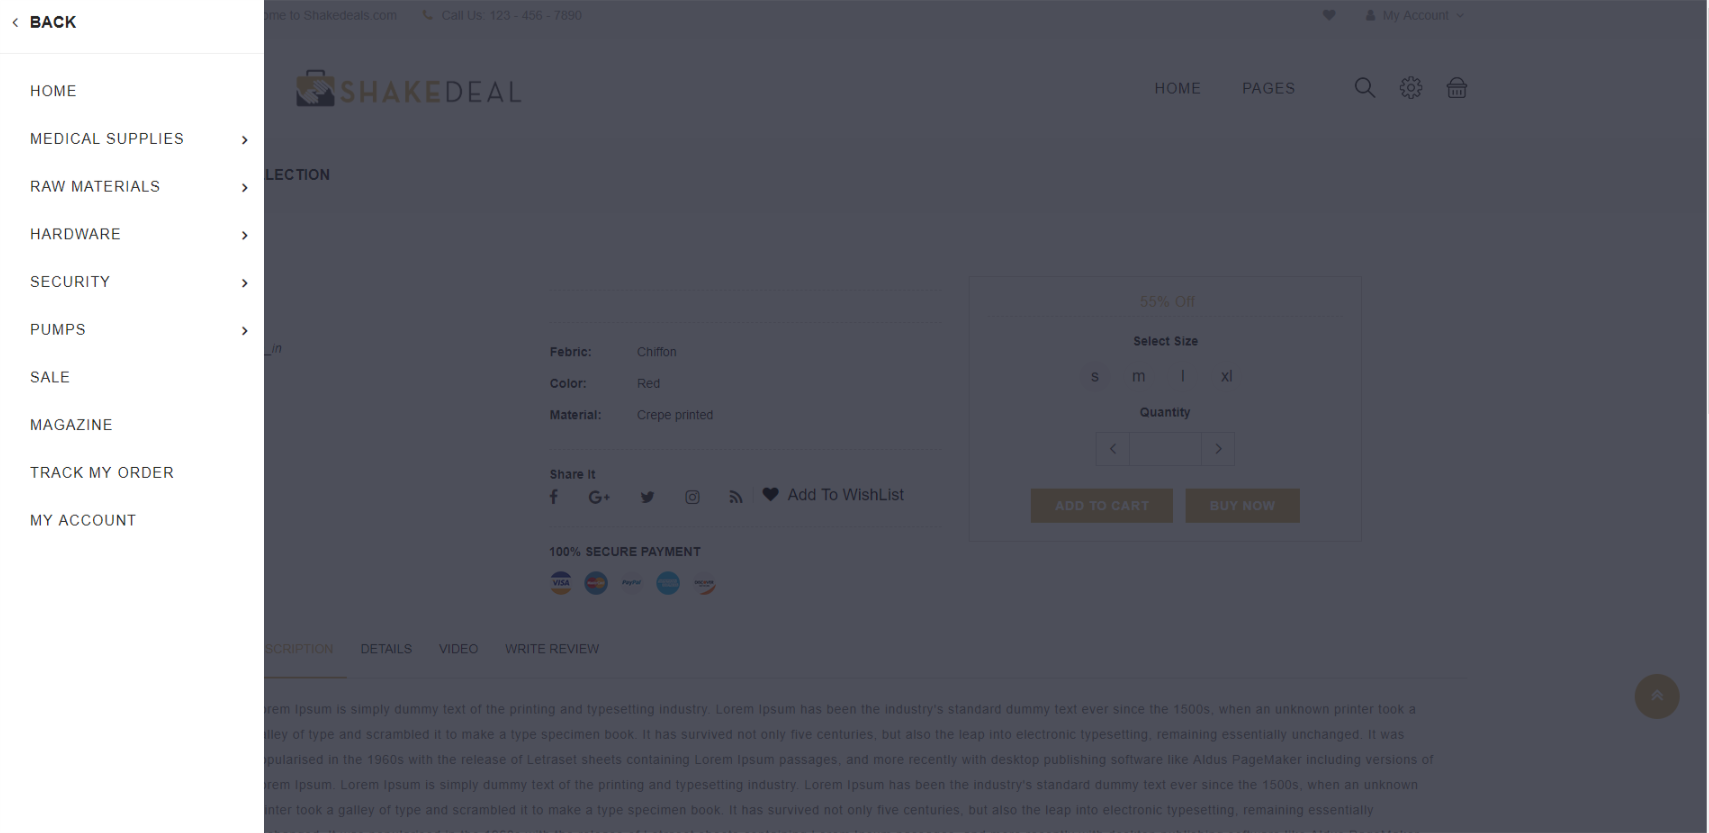 BACK
HOME
MEDICAL SUPPLIES
RAW MATERIALS
HARDWARE
SECURITY
PUMPS
SALE
MAGAZINE
TRACK MY ORDER
MY ACCOUNT
to Shakedeals.com
Call Us: 123 - 456 - 7890
My Account
SHAKEDEAL
HOME
PAGES
LLECTION
_in
Febric: Chiffon
Color: Red
Material: Crepe printed
Share It
Add To WishList
100% SECURE PAYMENT
VISA
PayPal
55% Off
Select Size
s m l xl
Quantity
ADD TO CART
BUY NOW
SCRIPTION
DETAILS
VIDEO
WRITE REVIEW
rem Ipsum is simply dummy text of the printing and typesetting industry. Lorem Ipsum has been the industry's standard dummy text ever since the 1500s, when an unknown printer took a
lley of type and scrambled it to make a type specimen book. It has survived not only five centuries, but also the leap into electronic typesetting, remaining essentially unchanged. It was
pularised in the 1960s with the release of Letraset sheets containing Lorem Ipsum passages, and more recently with desktop publishing software like Aldus PageMaker including versions of
rem Ipsum. Lorem Ipsum is simply dummy text of the printing and typesetting industry. Lorem Ipsum has been the industry's standard dummy text ever since the 1500s, when an unknown
inter took a galley of type and scrambled it to make a type specimen book. It has survived not only five centuries, but also the leap into electronic typesetting, remaining essentially